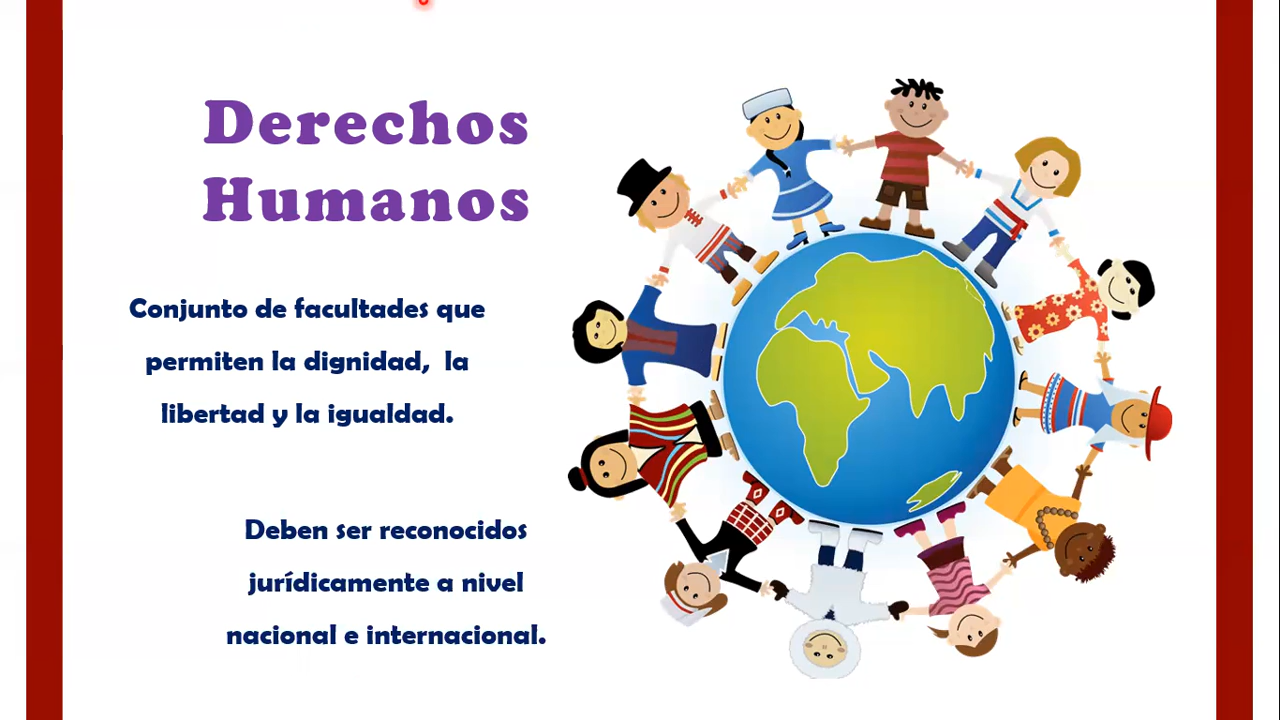 Derechos
Humanos
Conjunto de facultades que
permiten la dignidad,  la
libertad y la igualdad.
Deben ser reconocidos
jurídicamente a nivel
nacional e internacional.